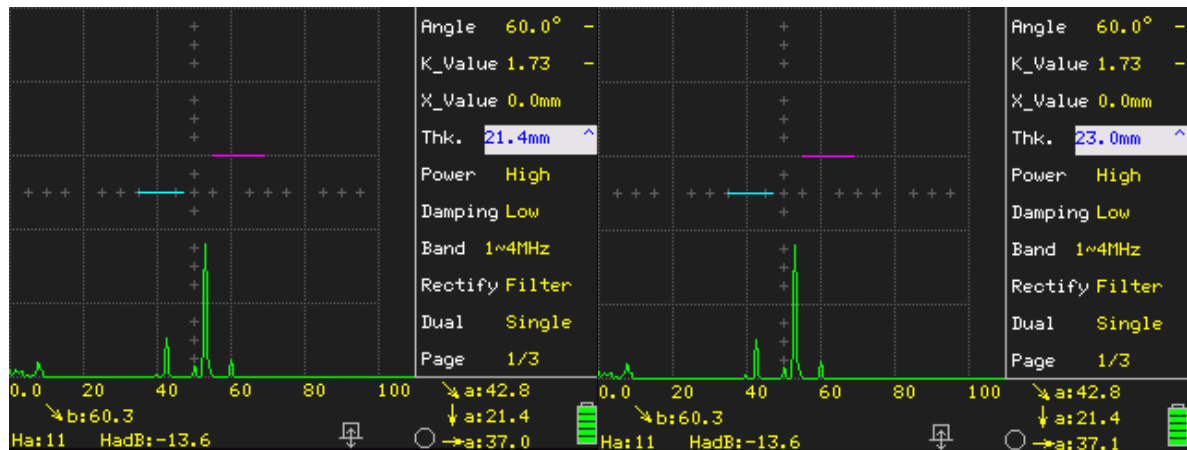 Angle 60.0° -
K_Value 1.73 -
X_Value 0.0mm
Thk. 21.4mm ^
Power High
Damping Low
Band 1~4MHz
Rectify Filter
Dual Single
Page 1/3
0.0 20 40 60 80 100
↘a:42.8
↘b:60.3
↓a:21.4
Ha:11 HadB:-13.6
→a:37.0
Angle 60.0° -
K_Value 1.73 -
X_Value 0.0mm
Thk. 23.0mm ^
Power High
Damping Low
Band 1~4MHz
Rectify Filter
Dual Single
Page 1/3
0.0 20 40 60 80 100
↘a:42.8
↘b:60.3
↓a:21.4
Ha:11 HadB:-13.6
→a:37.1